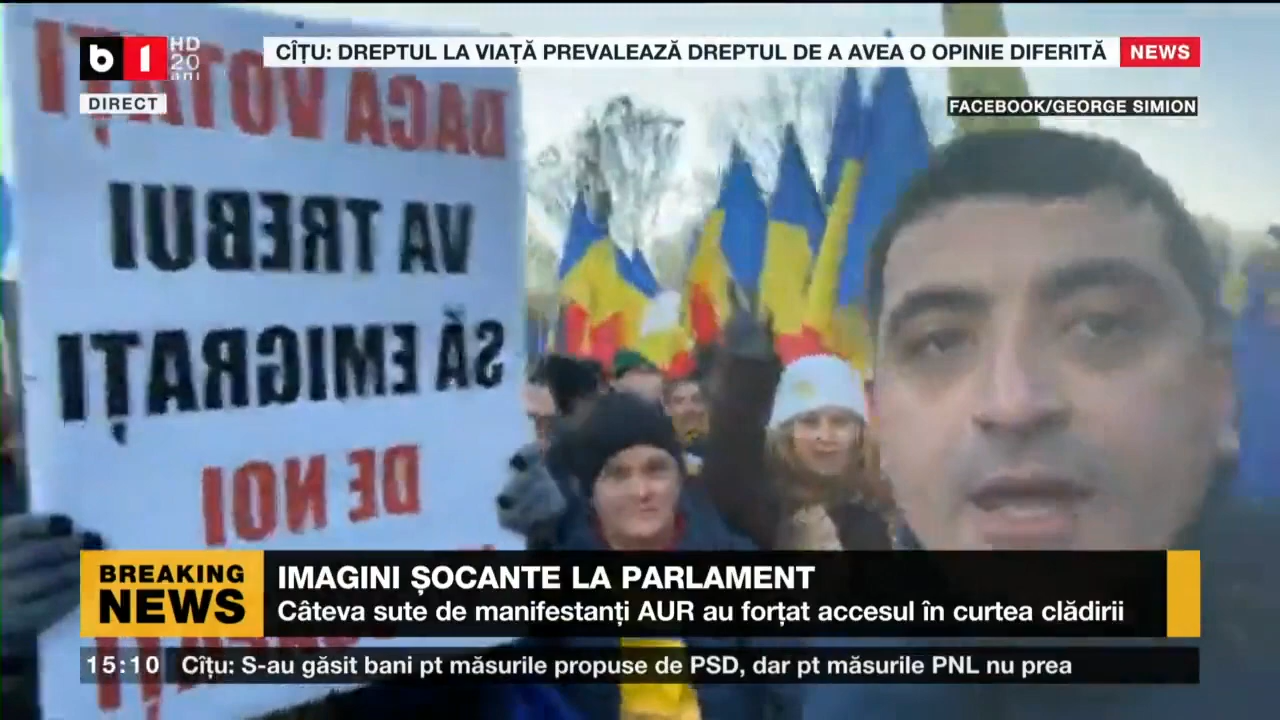 b1 HD
20
ani
DIRECT
CÎȚU: DREPTUL LA VIAȚĂ PREVALEAZĂ DREPTUL DE A AVEA O OPINIE DIFERITĂ NEWS
FACEBOOK/GEORGE SIMION
DACA VOTAȚI
VA TREBUI
SĂ EMIGRAȚI
DE NOI
BREAKING
NEWS
IMAGINI ȘOCANTE LA PARLAMENT
Câteva sute de manifestanți AUR au forțat accesul în curtea clădirii
15:10 Cîțu: S-au găsit bani pt măsurile propuse de PSD, dar pt măsurile PNL nu prea